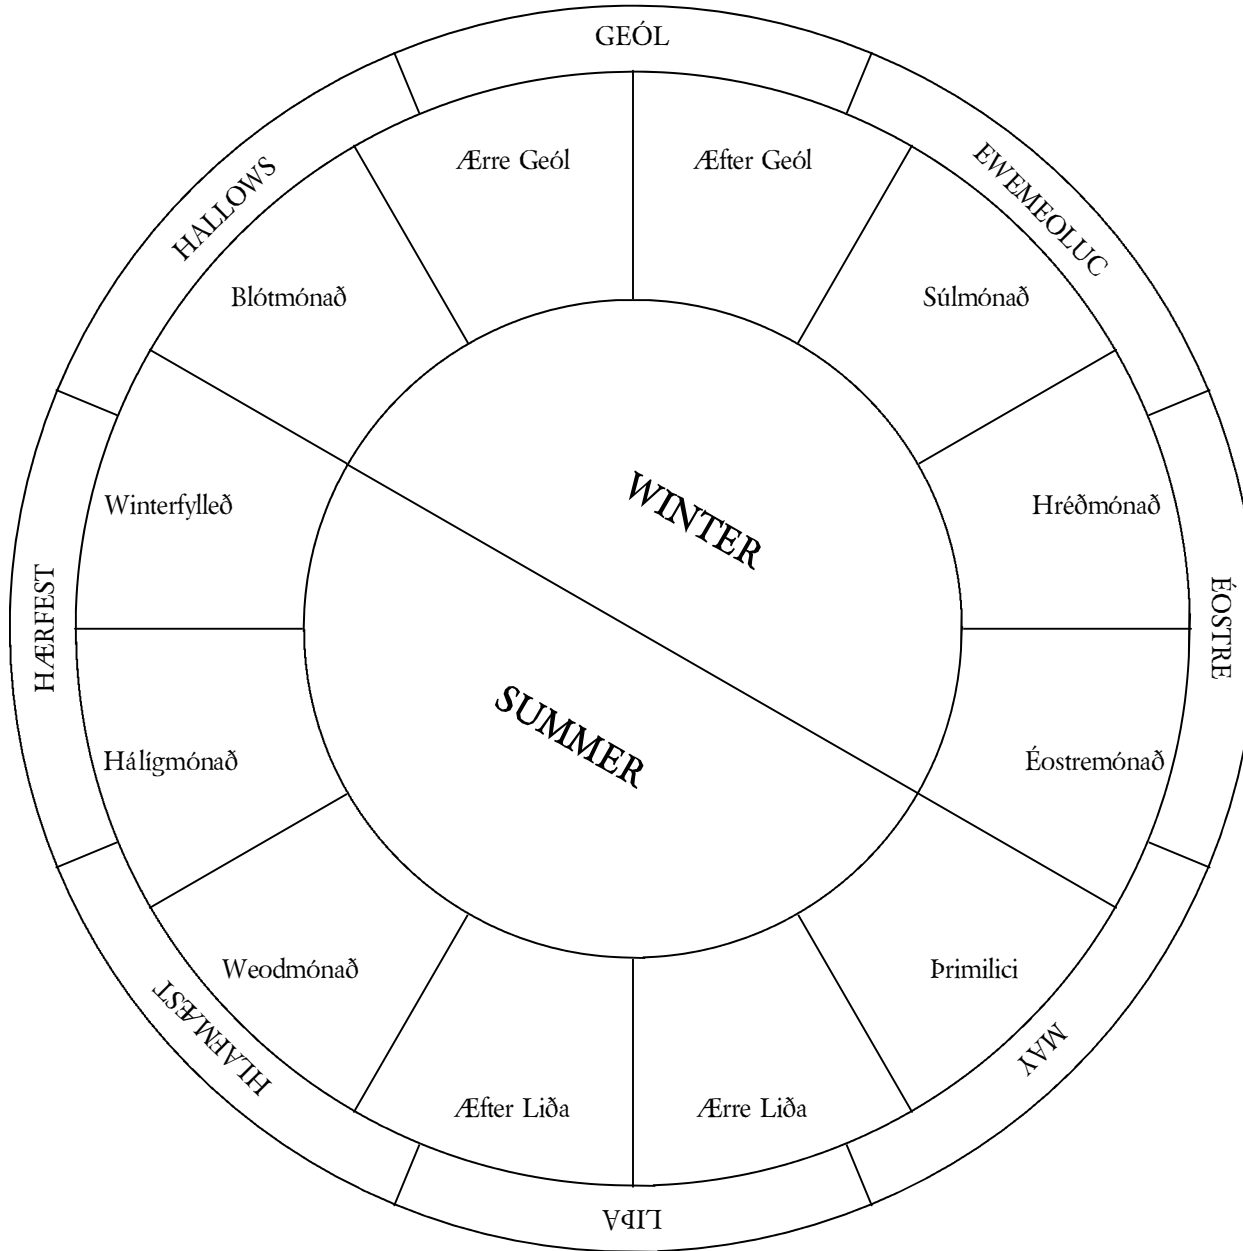 GEÓL
EWEMEOLUC
ÉOSTRE
MAY
LIÞA
HLAFMÆST
HÆRFEST
HALLOWS
Ærre Geól
Æfter Geól
Súlmónað
Hréðmónað
Éostremónað
Þrimilici
Ærre Liða
Æfter Liða
Weodmónað
Hálígmónað
Winterfylleð
Blótmónað
WINTER
SUMMER